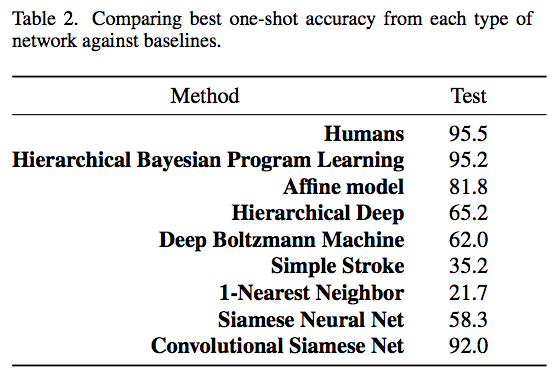 Table 2. Comparing best one-shot accuracy from each type of
network against baselines.
Method Test
Humans 95.5
Hierarchical Bayesian Program Learning 95.2
Affine model 81.8
Hierarchical Deep 65.2
Deep Boltzmann Machine 62.0
Simple Stroke 35.2
1-Nearest Neighbor 21.7
Siamese Neural Net 58.3
Convolutional Siamese Net 92.0